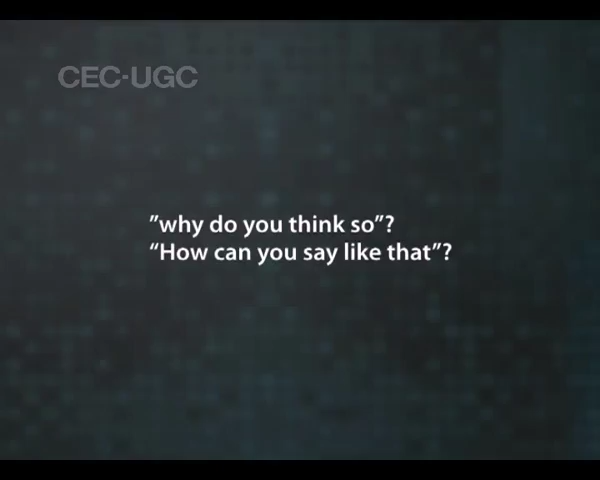 CEC-UGC
”why do you think so”?
“How can you say like that”?